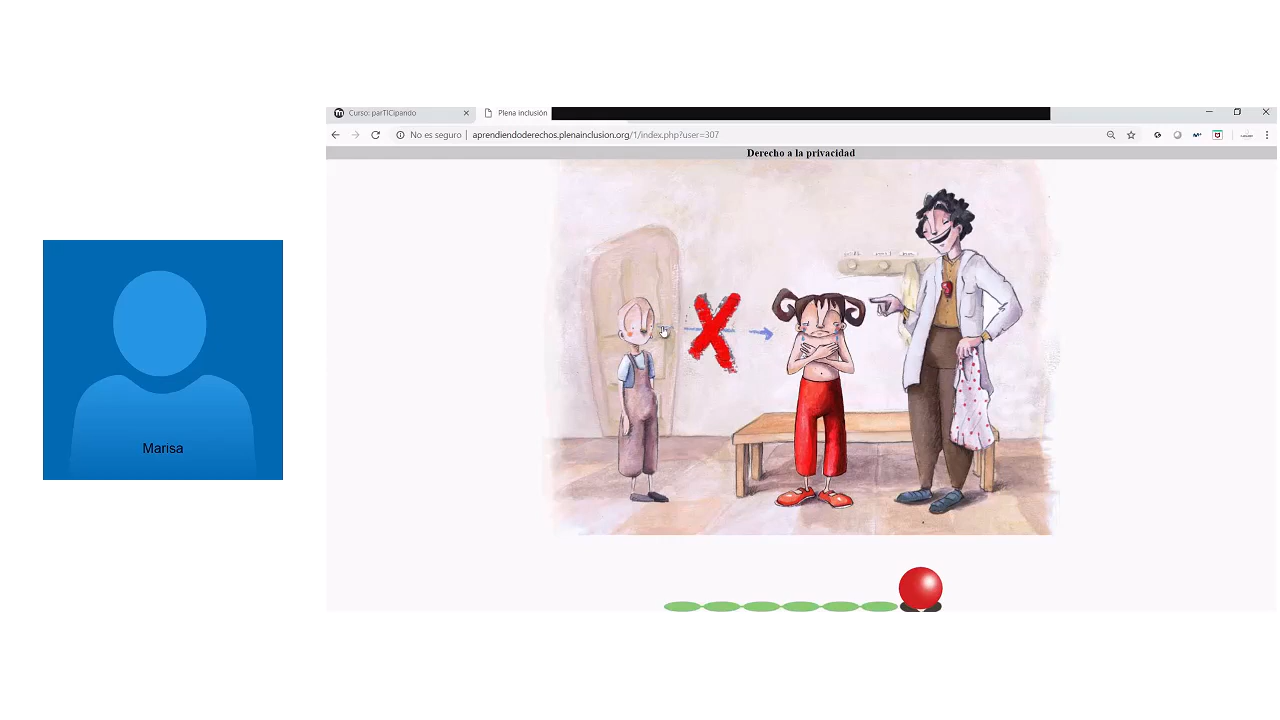 Curso: parTICipando
Plena inclusión
No es seguro | aprendiendoderechos.plenainclusion.org/1/index.php?user=307
Derecho a la privacidad
Marisa